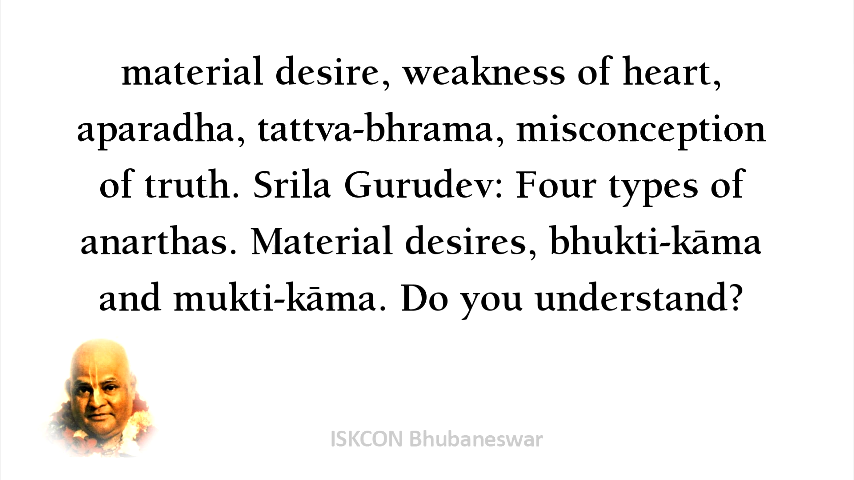 material desire, weakness of heart,
aparadha, tattva-bhrama, misconception
of truth. Srila Gurudev: Four types of
anarthas. Material desires, bhukti-kāma
and mukti-kāma. Do you understand?
ISKCON Bhubaneswar